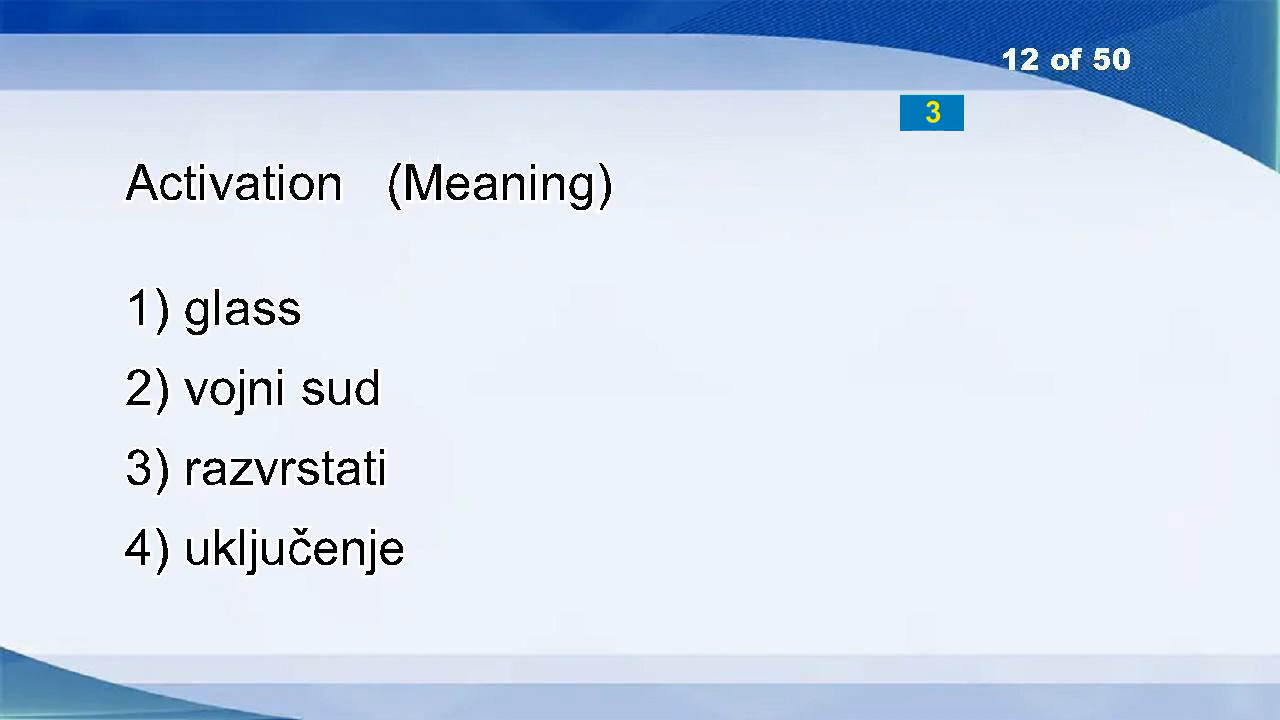 12 of 50
3
Activation (Meaning)
1) glass
2) vojni sud
3) razvrstati
4) uključenje